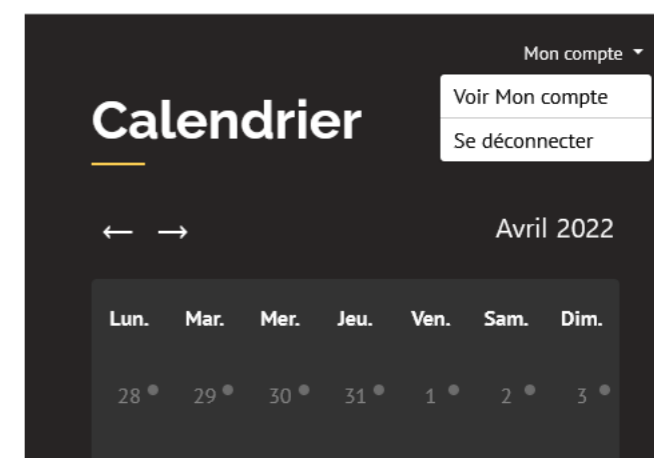 Mon compte
Voir Mon compte
Se déconnecter
Calendrier
← → Avril 2022
Lun. Mar. Mer. Jeu. Ven. Sam. Dim.
28 29 30 31 1 2 3